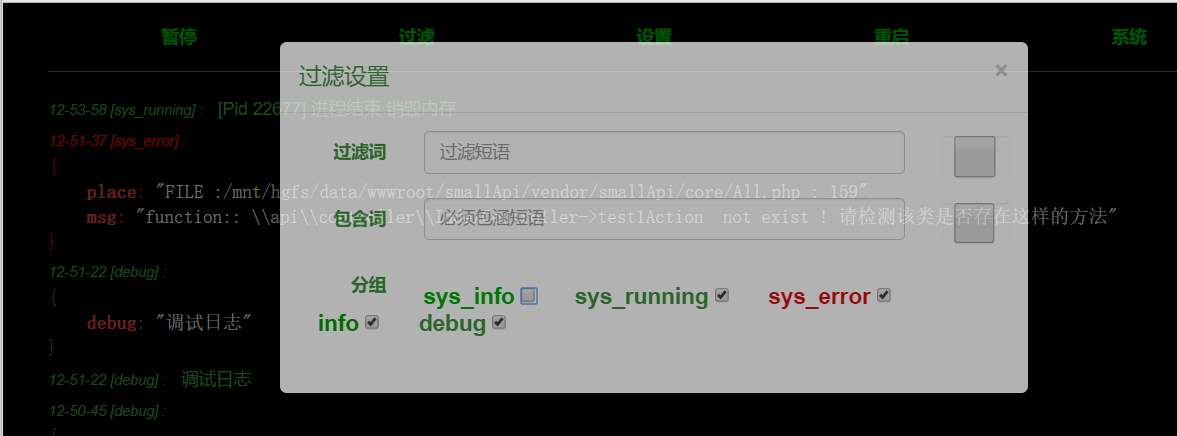 暂停 过滤 设置 重启 系统
过滤设置 ×
12-53-58 [sys_running] : [Pid 22677] 进程结束 销毁内存
12-51-37 [sys_error] :
过滤词 过滤短语
{
place: "FILE :/mnt/hgfs/data/wwwroot/smallApi/vendor/smallApi/core/All.php : 159"
msg: "function:: \\api\\controller\\ ller->test1Action not exist ! 请检测该类是否存在这样的方法"
包含词 必须包涵短语
}
12-51-22 [debug] :
分组
{
sys_info sys_running sys_error
debug: "调试日志"
info debug
}
12-51-22 [debug] : 调试日志
12-50-45 [debug] :
{